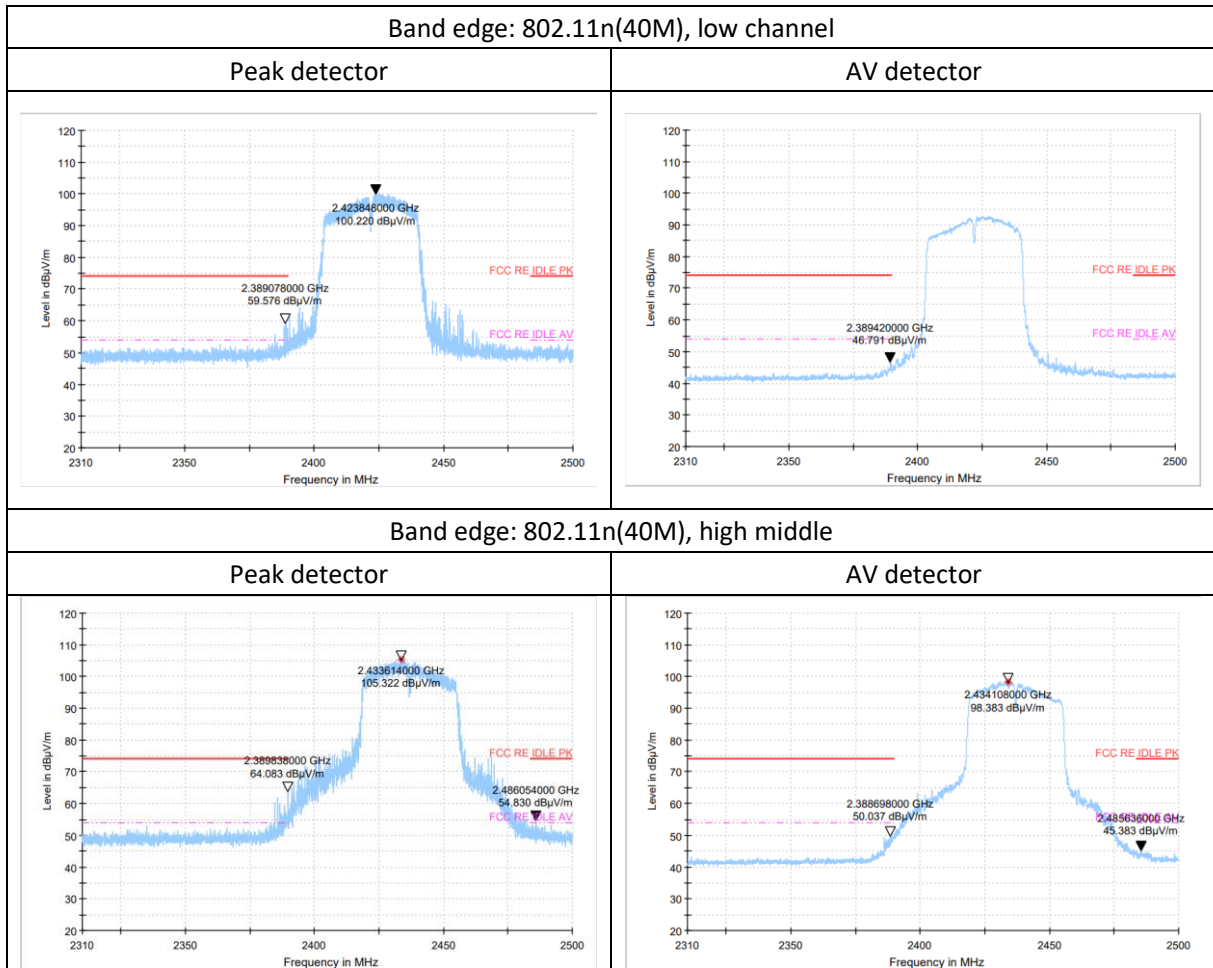 Band edge: 802.11n(40M), low channel
Peak detector
AV detector
120
110
100
90
80
70
60
50
40
30
20
Level in dBµV/m
2.423848000 GHz
100.220 dBµV/m
FCC RE IDLE PK
2.389078000 GHz
59.576 dBµV/m
FCC RE IDLE AV
2310
2350
2400
2450
2500
Frequency in MHz
120
110
100
90
80
70
60
50
40
30
20
Level in dBµV/m
FCC RE IDLE PK
2.389420000 GHz
46.791 dBµV/m
FCC RE IDLE AV
2310
2350
2400
2450
2500
Frequency in MHz
Band edge: 802.11n(40M), high middle
Peak detector
AV detector
120
110
100
90
80
70
60
50
40
30
20
Level in dBµV/m
2.433614000 GHz
105.322 dBµV/m
FCC RE IDLE PK
2.389838000 GHz
64.083 dBµV/m
2.486054000 GHz
54.830 dBµV/m
FCC RE IDLE AV
2310
2350
2400
2450
2500
Frequency in MHz
120
110
100
90
80
70
60
50
40
30
20
Level in dBµV/m
2.434108000 GHz
98.383 dBµV/m
FCC RE IDLE PK
2.388698000 GHz
50.037 dBµV/m
2.485636000 GHz
45.383 dBµV/m
2310
2350
2400
2450
2500
Frequency in MHz